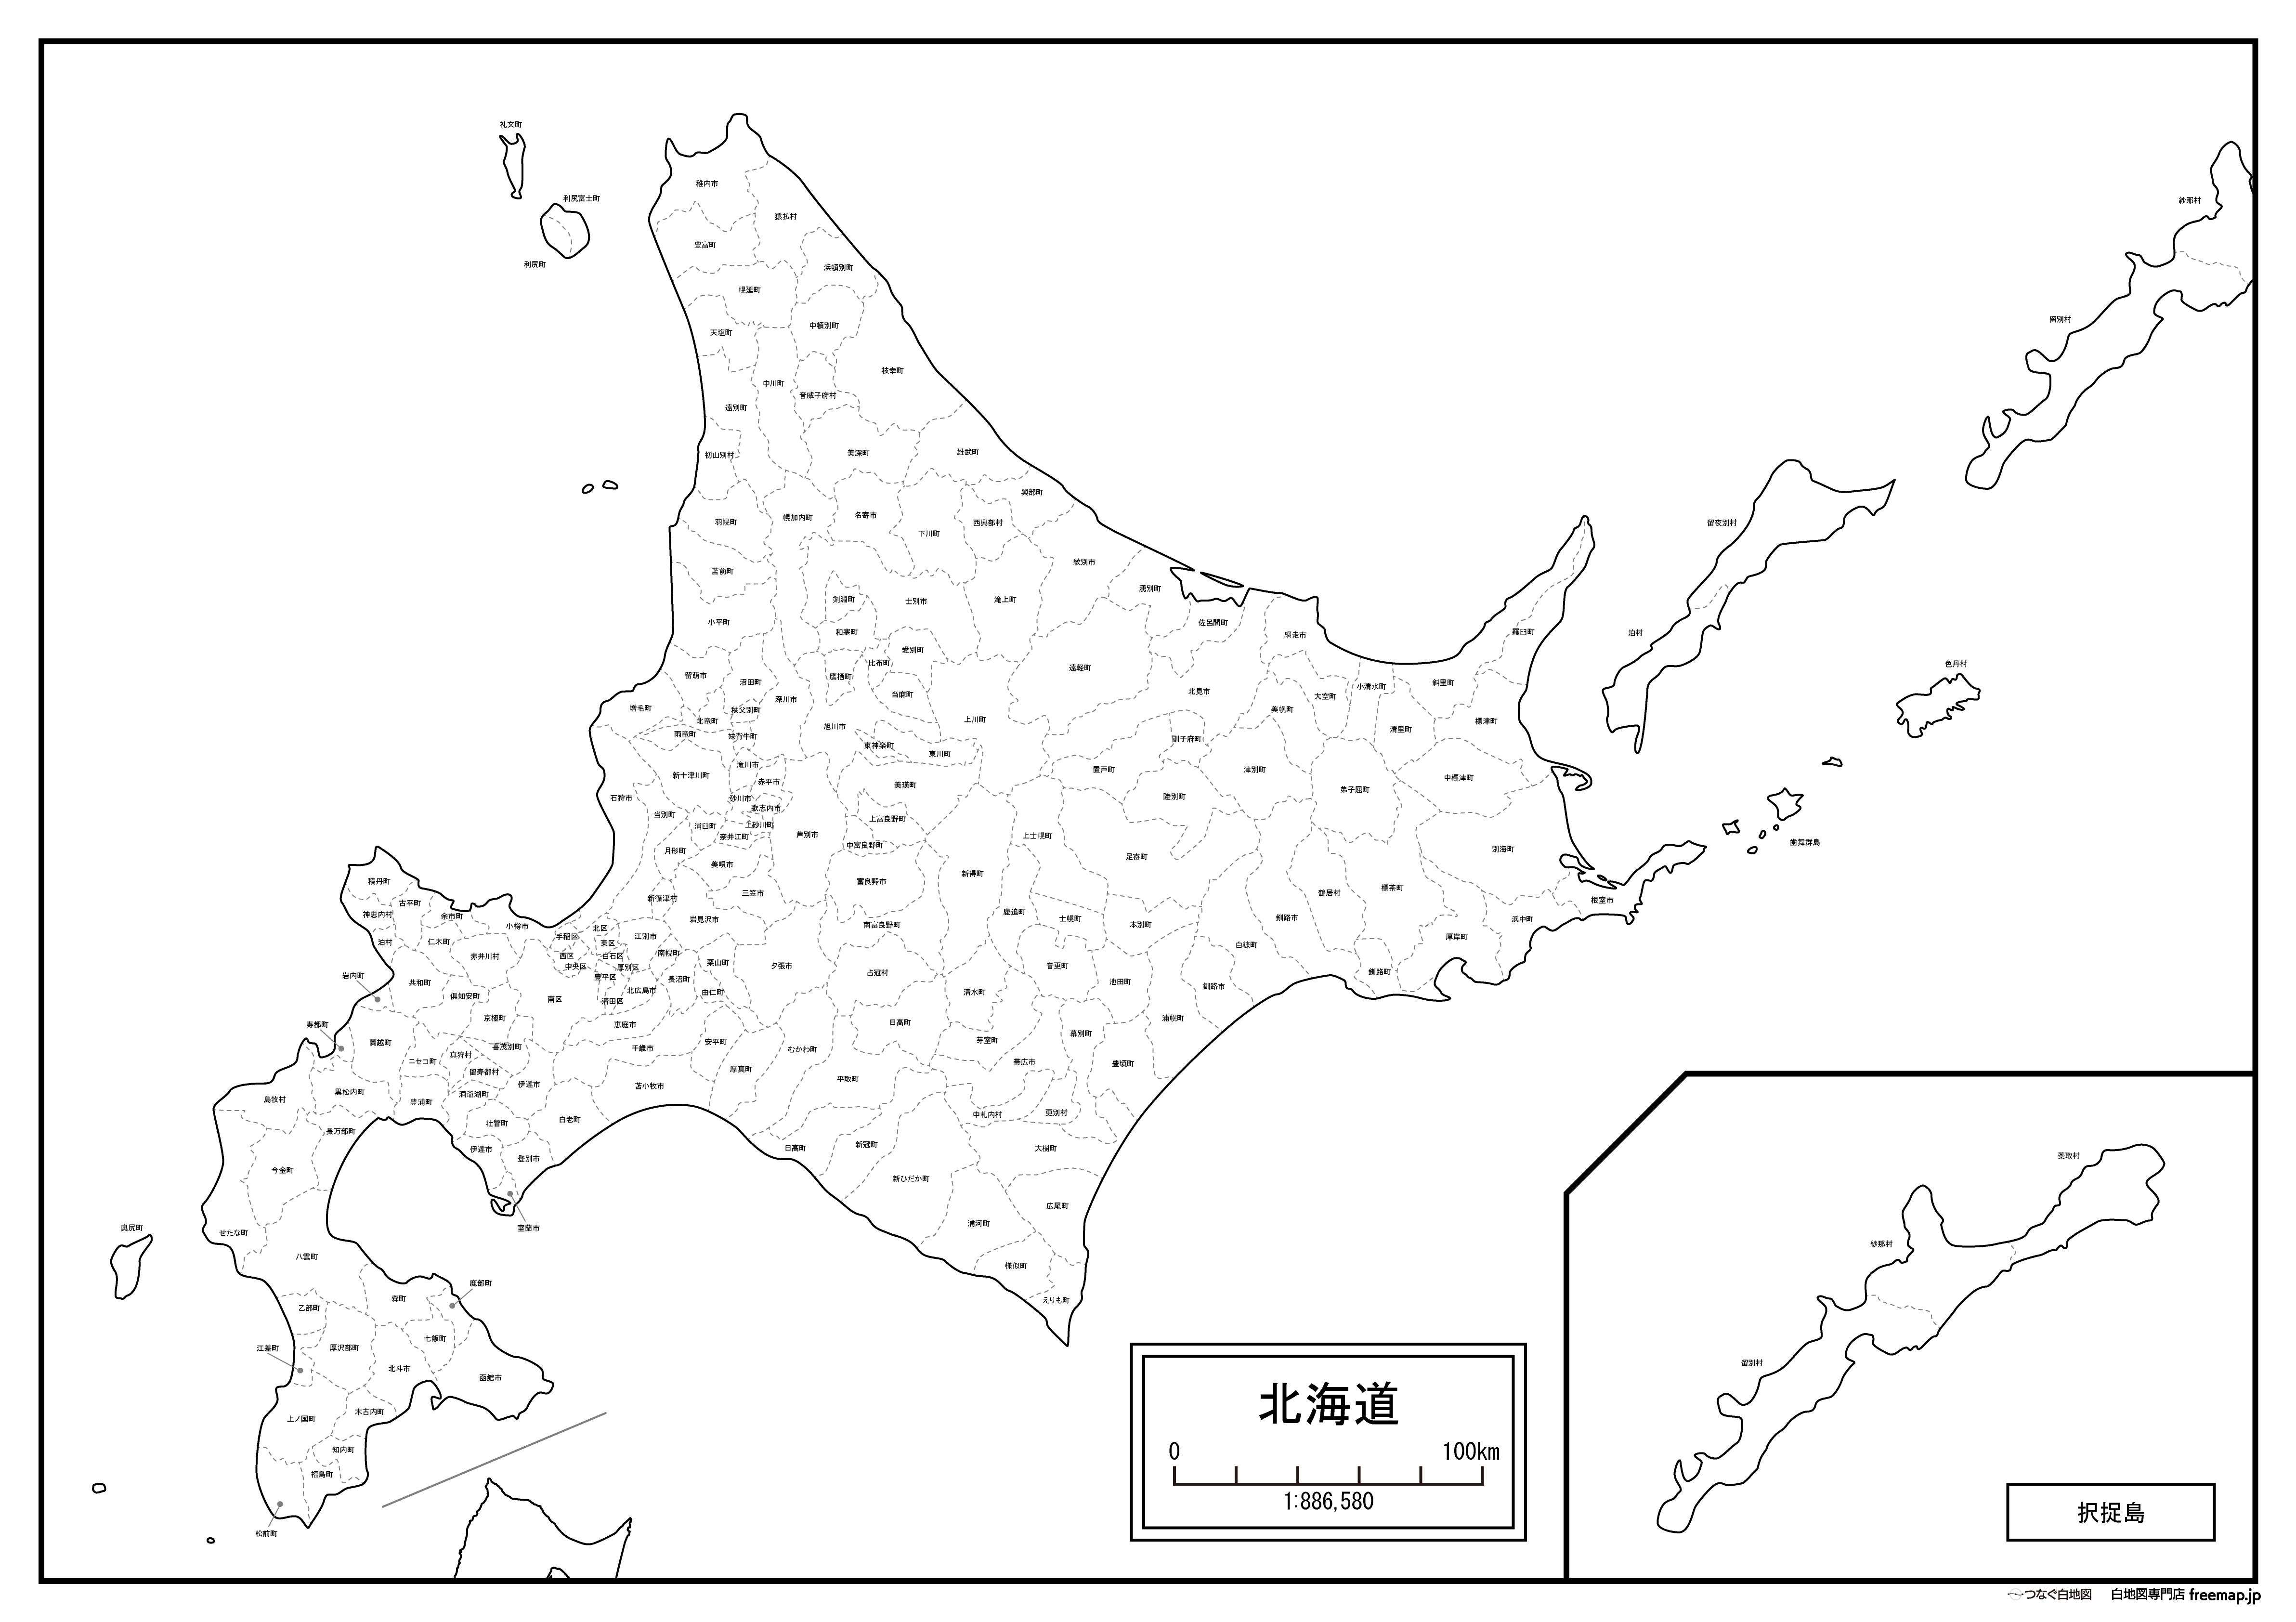 礼文町
利尻富士町
利尻町
稚内市
猿払村
豊富町
浜頓別町
幌延町
天塩町
中頓別町
枝幸町
中川町
音威子府村
遠別町
初山別村
美深町
雄武町
興部町
羽幌町
幌加内町
名寄市
下川町
西興部村
紋別市
苫前町
剣淵町
士別市
滝上町
湧別町
小平町
和寒町
佐呂間町
網走市
羅臼町
愛別町
比布町
遠軽町
留萌市
沼田町
鷹栖町
当麻町
北見市
大空町
小清水町
斜里町
増毛町
秩父別町
深川市
北竜町
旭川市
上川町
美幌町
清里町
標津町
雨竜町
妹背牛町
東神楽町
東川町
訓子府町
新十津川町
滝川市
赤平市
美瑛町
置戸町
津別町
中標津町
石狩市
砂川市
歌志内市
陸別町
弟子屈町
当別町
浦臼町
上砂川町
奈井江町
芦別市
上富良野町
中富良野町
上士幌町
月形町
美唄市
足寄町
別海町
積丹町
三笠市
富良野市
新得町
鶴居村
標茶町
古平町
新篠津村
根室市
神恵内村
余市町
小樽市
岩見沢市
南富良野町
鹿追町
士幌町
本別町
釧路市
浜中町
泊村
仁木町
赤井川村
手稲区
北区
東区
西区
白石区
中央区
厚別区
豊平区
清田区
南区
江別市
南幌町
北広島市
長沼町
栗山町
由仁町
夕張市
占冠村
音更町
白糠町
厚岸町
釧路町
岩内町
共和町
倶知安町
清水町
池田町
釧路市
寿都町
京極町
恵庭市
日高町
浦幌町
蘭越町
喜茂別町
千歳市
安平町
むかわ町
芽室町
幕別町
ニセコ町
真狩村
留寿都村
厚真町
帯広市
豊頃町
島牧村
黒松内町
豊浦町
洞爺湖町
伊達市
苫小牧市
平取町
長万部町
壮瞥町
白老町
中札内村
更別村
今金町
伊達市
登別市
日高町
新冠町
大樹町
新ひだか町
奥尻町
せたな町
室蘭市
浦河町
広尾町
八雲町
様似町
鹿部町
えりも町
乙部町
森町
江差町
厚沢部町
七飯町
北斗市
函館市
上ノ国町
木古内町
知内町
福島町
松前町
紗那村
留別村
留夜別村
泊村
色丹村
歯舞群島
北海道
0
100km
1:886,580
蘂取村
紗那村
留別村
択捉島
つなぐ白地図
白地図専門店 freemap.jp